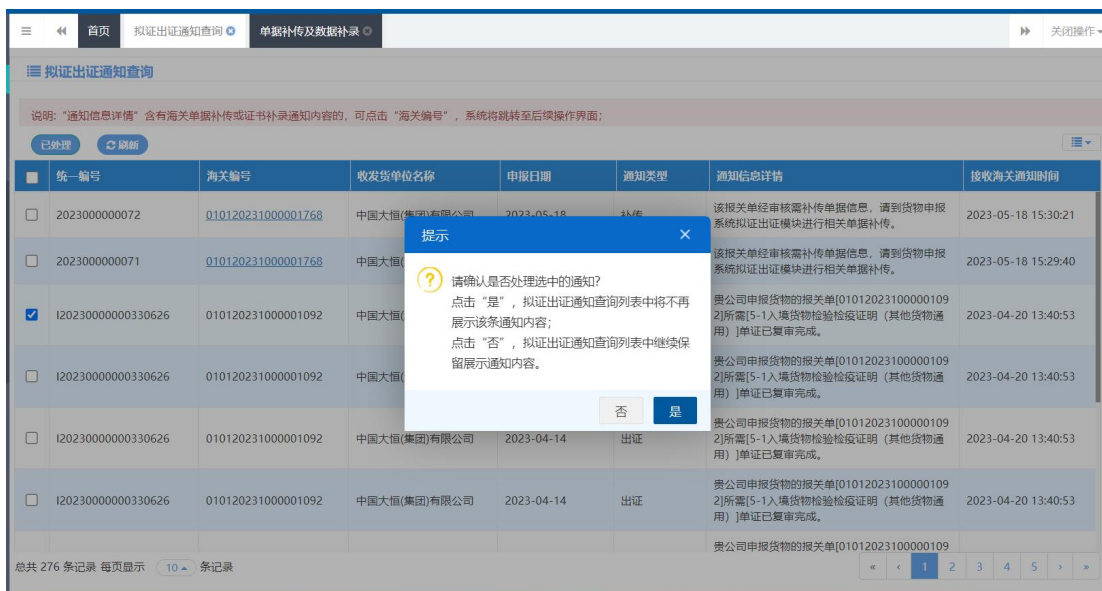 首页 拟证出证通知查询 单据补传及数据补录 关闭操作
拟证出证通知查询
说明:“通知信息详情”含有海关单据补传或证书补录通知内容的,可点击“海关编号”,系统将跳转至后续操作界面;
已处理 刷新
统一编号 海关编号 收发货单位名称 申报日期 通知类型 通知信息详情 接收海关通知时间
2023000000072 010120231000001768 中国大恒(集团)有限公司 2023-05-18 补传 该报关单经审核需补传单据信息,请到货物申报 2023-05-18 15:30:21
系统拟证出证模块进行相关单据补传。
2023000000071 010120231000001768 中国大恒( 该报关单经审核需补传单据信息,请到货物申报 2023-05-18 15:29:40
系统拟证出证模块进行相关单据补传。
I20230000000330626 010120231000001092 中国大恒( 贵公司申报货物的报关单[01012023100000109 2023-04-20 13:40:53
2]所需[5-1入境货物检验检疫证明(其他货物通
用)]单证已复审完成。
I20230000000330626 010120231000001092 中国大恒( 贵公司申报货物的报关单[01012023100000109 2023-04-20 13:40:53
2]所需[5-1入境货物检验检疫证明(其他货物通
用)]单证已复审完成。
I20230000000330626 010120231000001092 中国大恒(集团)有限公司 2023-04-14 出证 贵公司申报货物的报关单[01012023100000109 2023-04-20 13:40:53
2]所需[5-1入境货物检验检疫证明(其他货物通
用)]单证已复审完成。
I20230000000330626 010120231000001092 中国大恒(集团)有限公司 2023-04-14 出证 贵公司申报货物的报关单[01012023100000109 2023-04-20 13:40:53
2]所需[5-1入境货物检验检疫证明(其他货物通
用)]单证已复审完成。
贵公司申报货物的报关单[01012023100000109
提示
请确认是否处理选中的通知?
点击“是”,拟证出证通知查询列表中将不再
展示该条通知内容;
点击“否”,拟证出证通知查询列表中继续保
留展示通知内容。
否 是
总共 276 条记录 每页显示 10 条记录 « ‹ 1 2 3 4 5 › »